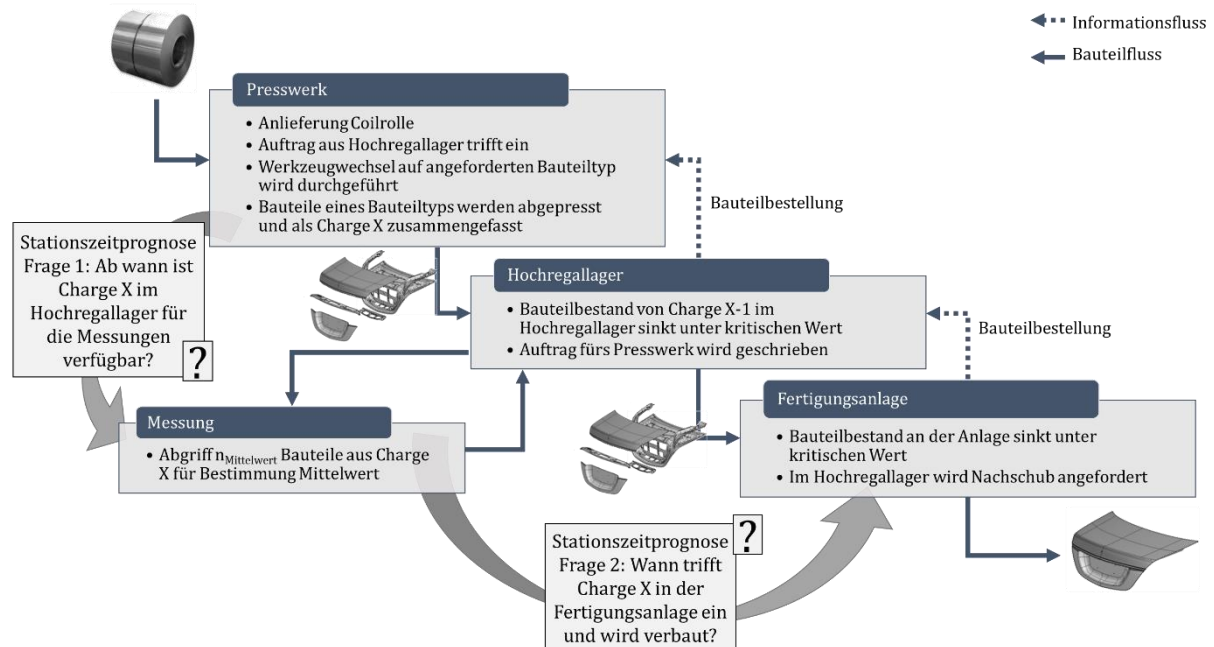 Informationsfluss
Bauteilfluss
Presswerk
• Anlieferung Coilrolle
• Auftrag aus Hochregallager trifft ein
• Werkzeugwechsel auf angeforderten Bauteiltyp
wird durchgeführt
• Bauteile eines Bauteiltyps werden abgepresst
und als Charge X zusammengefasst
Bauteilbestellung
Stationszeitprognose
Frage 1: Ab wann ist
Charge X im
Hochregallager für
die Messungen
verfügbar?
?
Hochregallager
• Bauteilbestand von Charge X-1 im
Hochregallager sinkt unter kritischen Wert
• Auftrag fürs Presswerk wird geschrieben
Bauteilbestellung
Messung
• Abgriff nMittelwert Bauteile aus Charge
X für Bestimmung Mittelwert
Fertigungsanlage
• Bauteilbestand an der Anlage sinkt unter
kritischen Wert
• Im Hochregallager wird Nachschub angefordert
Stationszeitprognose
Frage 2: Wann trifft
Charge X in der
Fertigungsanlage ein
und wird verbaut?
?